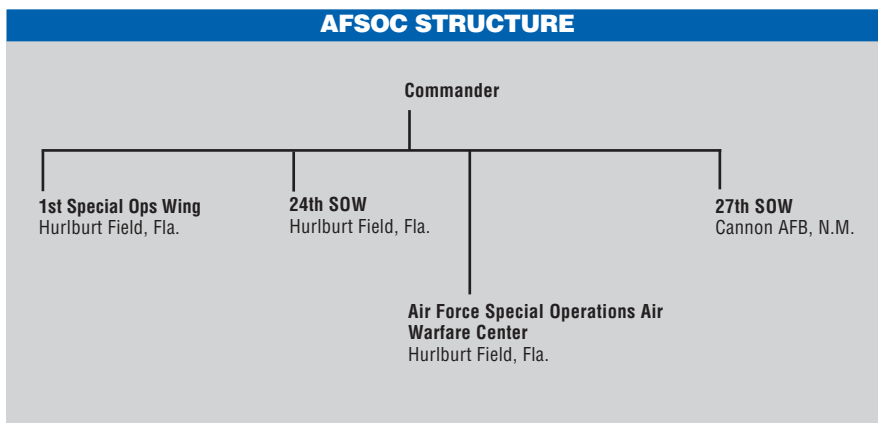 AFSOC STRUCTURE
Commander
1st Special Ops Wing
Hurlburt Field, Fla.
24th SOW
Hurlburt Field, Fla.
27th SOW
Cannon AFB, N.M.
Air Force Special Operations Air
Warfare Center
Hurlburt Field, Fla.